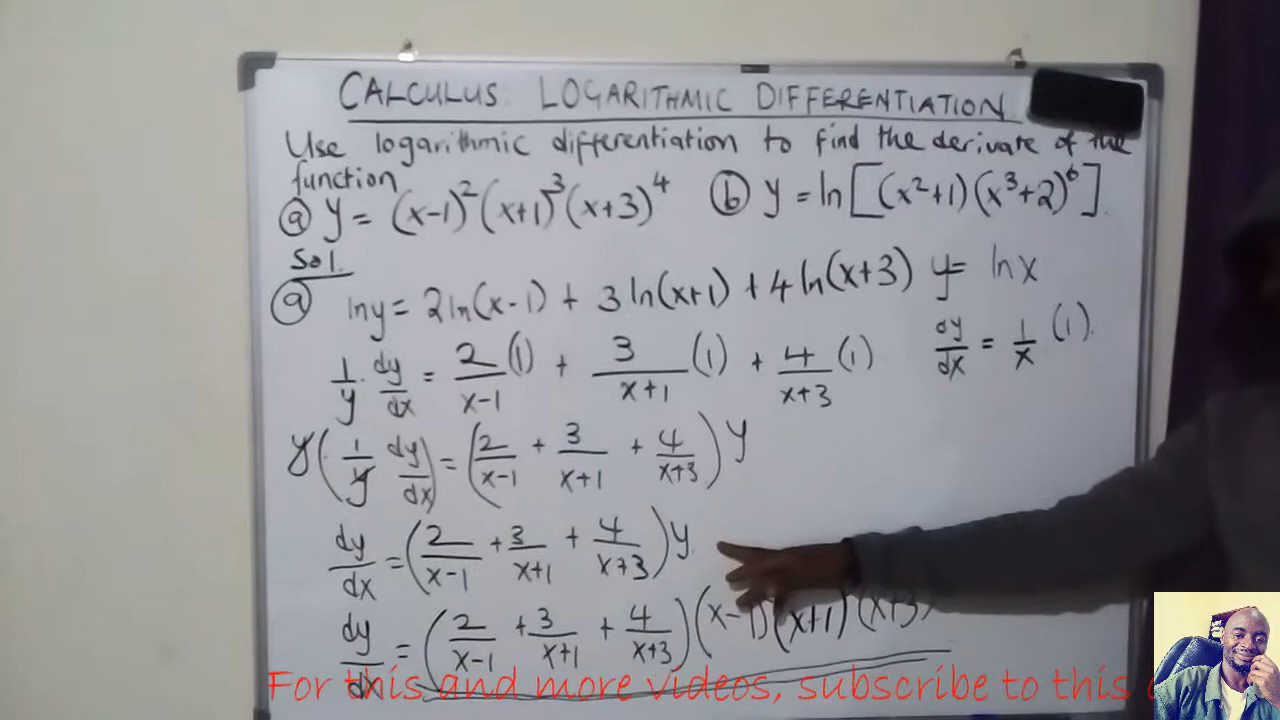 CALCULUS: LOGARITHMIC DIFFERENTIATION
Use logarithmic differentiation to find the derivate of the
function
(a) y = (x-1)²(x+1)³(x+3)⁴ (b) y = ln[(x²+1)(x³+2)⁶].
Sol.
(a) lny = 2ln(x-1) + 3ln(x+1) + 4ln(x+3) y = lnx
1/y · dy/dx = 2/(x-1) (1) + 3/(x+1) (1) + 4/(x+3) (1) dy/dx = 1/x (1).
y(1/y dy/dx) = (2/(x-1) + 3/(x+1) + 4/(x+3)) y
dy/dx = (2/(x-1) + 3/(x+1) + 4/(x+3)) y.
dy/dx = (2/(x-1) + 3/(x+1) + 4/(x+3)) (x-1) (x+1) (x+3)
For this and more videos, subscribe to this